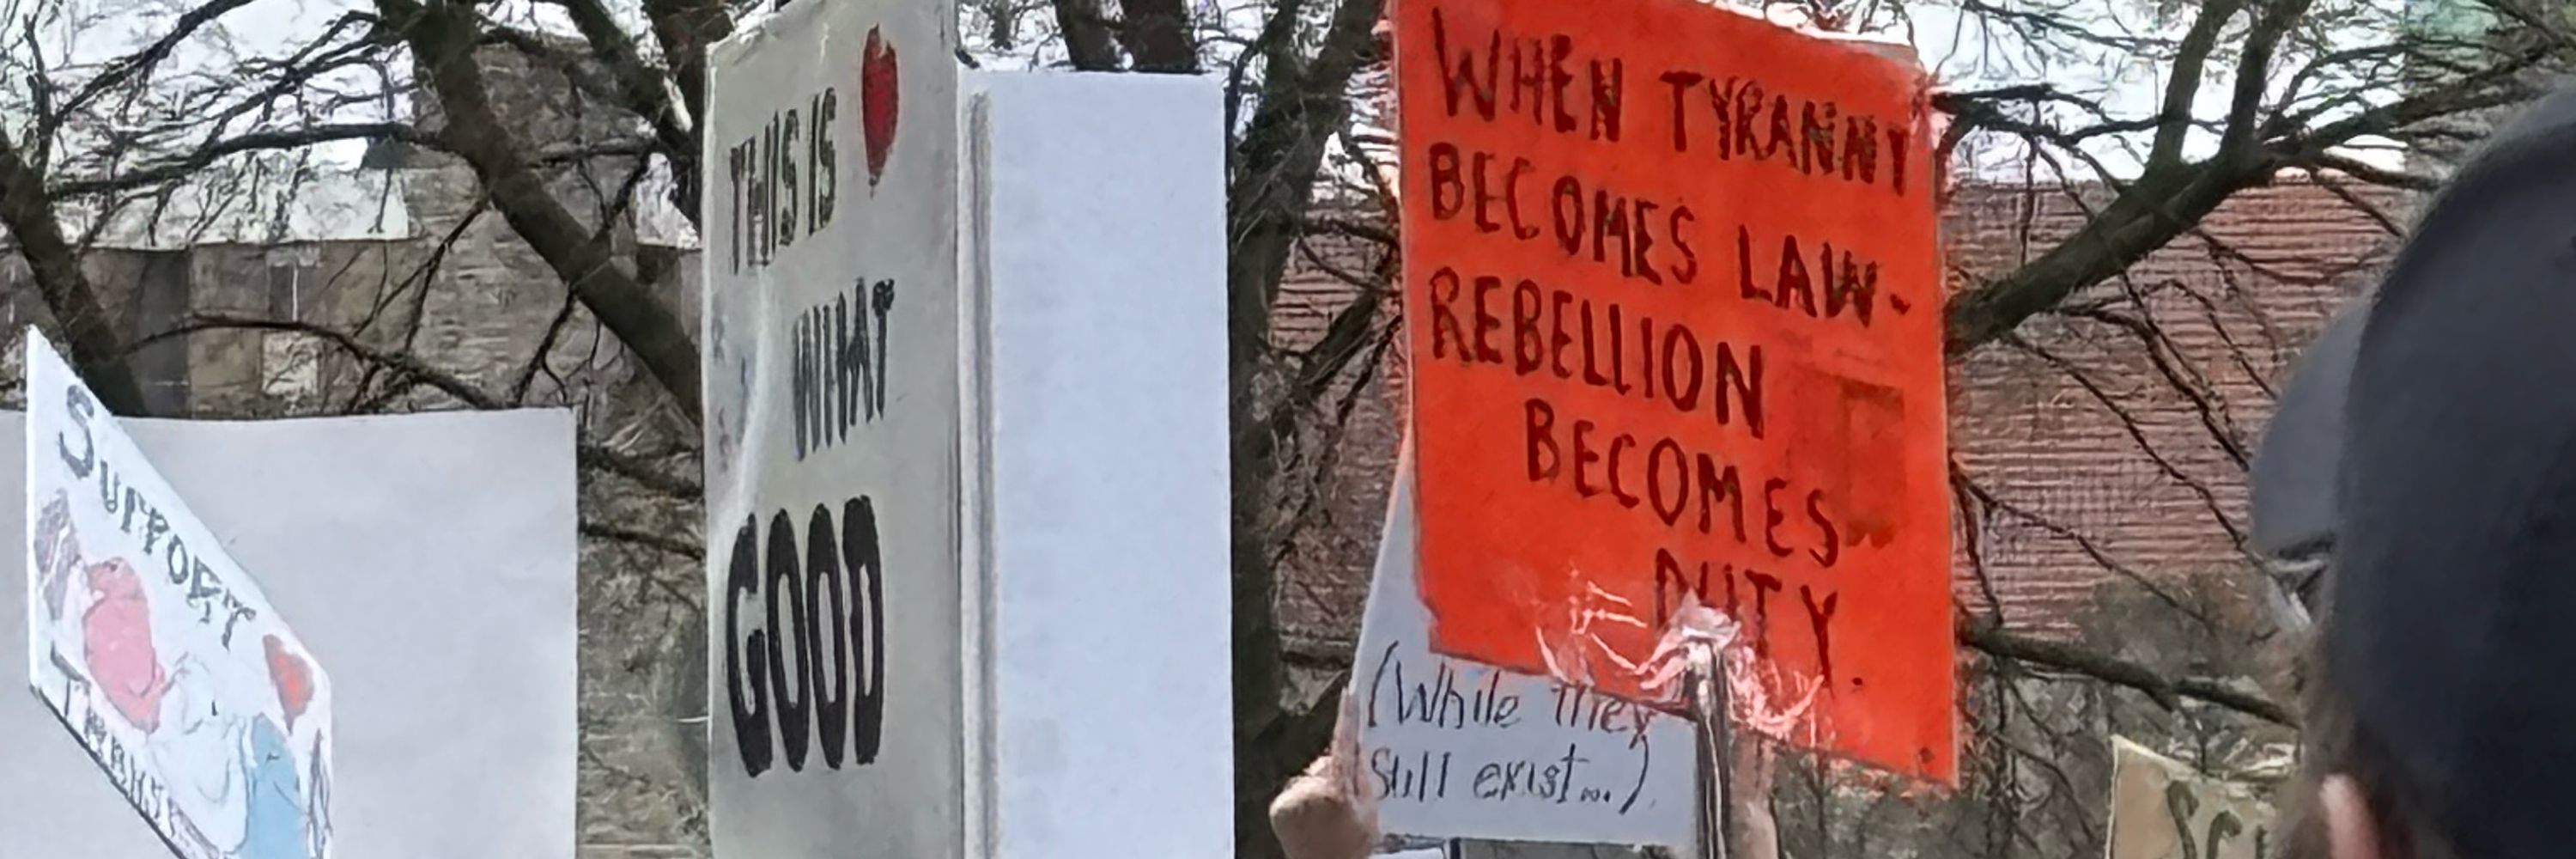 SUPPORT
THIS IS
WHAT
GOOD
WHEN TYRANNY
BECOMES LAW-
REBELLION
BECOMES
DUTY.
(While they
still exist...)